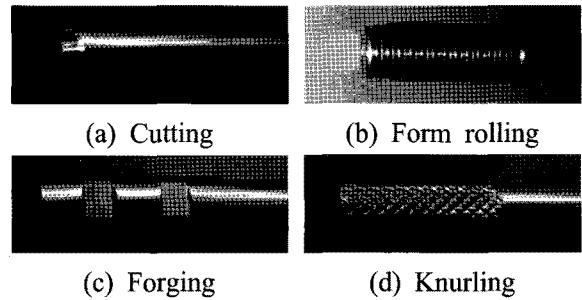 (a) Cutting
(b) Form rolling
(c) Forging
(d) Knurling